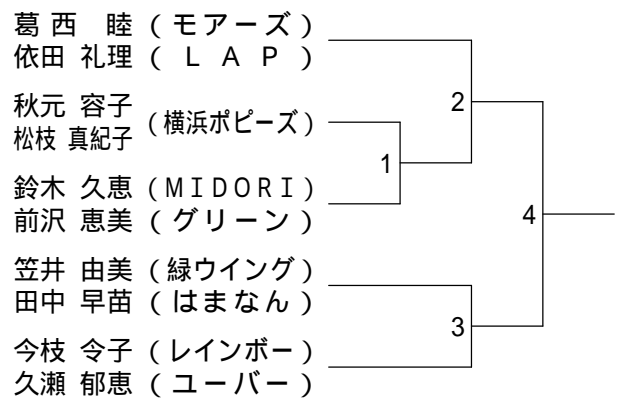 葛西 睦 (モアーズ)
依田 礼理 (LAP)
秋元 容子
松枝 真紀子
(横浜ポピーズ)
鈴木 久恵 (MIDORI)
前沢 恵美 (グリーン)
笠井 由美 (緑ウイング)
田中 早苗 (はまなん)
今枝 令子 (レインボー)
久瀬 郁恵 (ユーバー)
2
1
4
3